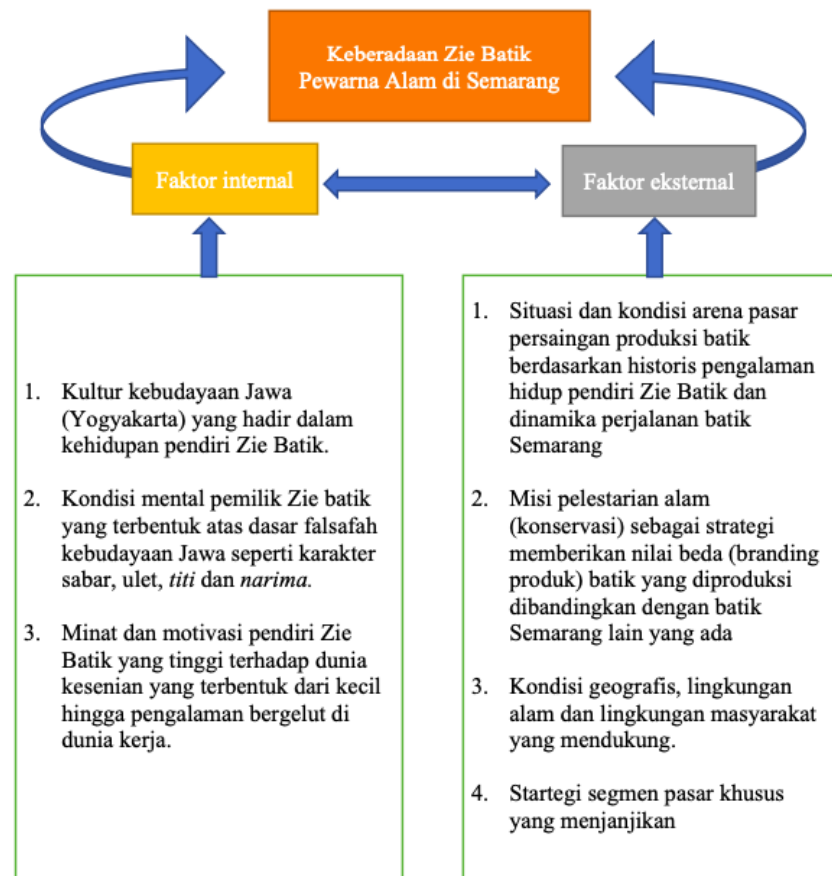 Keberadaan Zie Batik
Pewarna Alam di Semarang
Faktor internal
Faktor eksternal
1. Kultur kebudayaan Jawa
(Yogyakarta) yang hadir dalam
kehidupan pendiri Zie Batik.
2. Kondisi mental pemilik Zie batik
yang terbentuk atas dasar falsafah
kebudayaan Jawa seperti karakter
sabar, ulet, titi dan narima.
3. Minat dan motivasi pendiri Zie
Batik yang tinggi terhadap dunia
kesenian yang terbentuk dari kecil
hingga pengalaman bergelut di
dunia kerja.
1. Situasi dan kondisi arena pasar
persaingan produksi batik
berdasarkan historis pengalaman
hidup pendiri Zie Batik dan
dinamika perjalanan batik
Semarang
2. Misi pelestarian alam
(konservasi) sebagai strategi
memberikan nilai beda (branding
produk) batik yang diproduksi
dibandingkan dengan batik
Semarang lain yang ada
3. Kondisi geografis, lingkungan
alam dan lingkungan masyarakat
yang mendukung.
4. Startegi segmen pasar khusus
yang menjanjikan